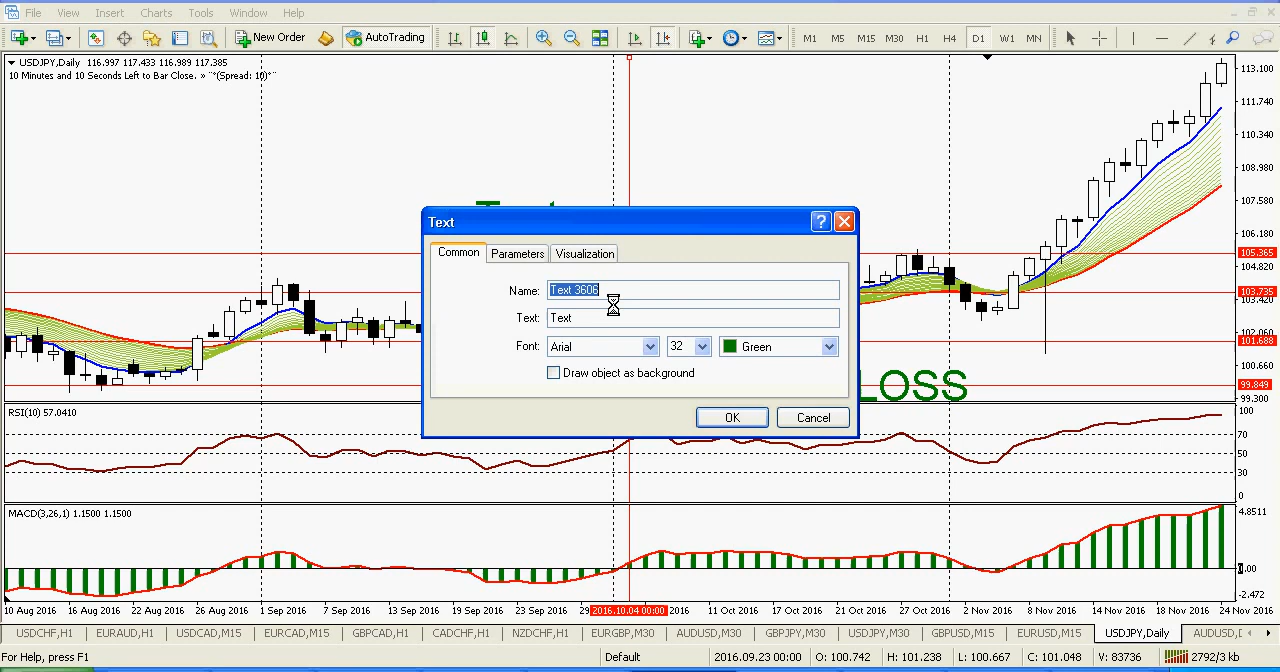 File View Insert Charts Tools Window Help
New Order AutoTrading M1 M5 M15 M30 H1 H4 D1 W1 MN
USDJPY,Daily 116.997 117.433 116.989 117.385
10 Minutes and 10 Seconds Left to Bar Close. » ¨*(Spread: 10)*¨
113.100
111.740
110.340
108.980
107.580
106.180
105.365
104.820
103.735
103.420
102.060
101.688
100.660
99.849
99.300
Text
Common Parameters Visualization
Name: Text 3606
Text: Text
Font: Arial 32 Green
Draw object as background
OK Cancel
LOSS
RSI(10) 57.0410
100
70
50
30
0
MACD(3,26,1) 1.1500 1.1500
4.8511
-2.472
10 Aug 2016 16 Aug 2016 22 Aug 2016 26 Aug 2016 1 Sep 2016 7 Sep 2016 13 Sep 2016 19 Sep 2016 23 Sep 2016 29 2016.10.04 00:00 2016 11 Oct 2016 17 Oct 2016 21 Oct 2016 27 Oct 2016 2 Nov 2016 8 Nov 2016 14 Nov 2016 18 Nov 2016 24 Nov 2016
USDCHF,H1 EURAUD,H1 USDCAD,M15 EURCAD,M15 GBPCAD,H1 CADCHF,H1 NZDCHF,H1 EURGBP,M30 AUDUSD,M30 GBPJPY,M30 USDJPY,M30 GBPUSD,M15 EURUSD,M15 USDJPY,Daily AUDUSD,
For Help, press F1 Default 2016.09.23 00:00 O: 100.742 H: 101.238 L: 100.667 C: 101.048 V: 83736 2792/3 kb